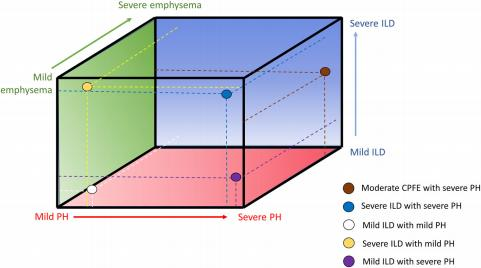 Severe emphysema
Severe ILD
Mild
emphysema
Mild ILD
Mild PH
Severe PH
Moderate CPFE with severe PH
Severe ILD with severe PH
Mild ILD with mild PH
Severe ILD with mild PH
Mild ILD with severe PH